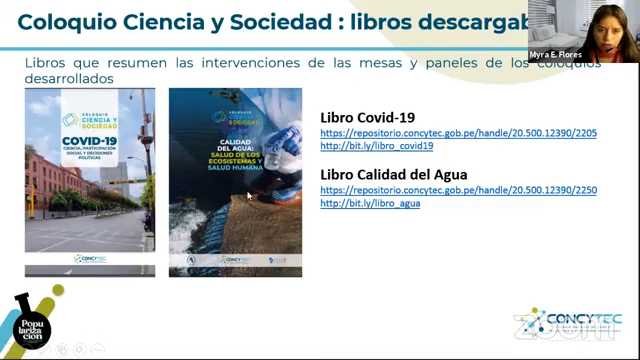 Coloquio Ciencia y Sociedad : libros descargab
Myra E. Flores
Libros que resumen las intervenciones de las mesas y paneles de los coloquios
desarrollados
COLOQUIO
CIENCIA Y
SOCIEDAD
COVID-19
CIENCIA, PARTICIPACIÓN
SOCIAL Y DECISIONES
POLÍTICAS
CONCYTEC
COLOQUIO
CIENCIA Y
SOCIEDAD
CALIDAD
DEL AGUA:
SALUD DE LOS
ECOSISTEMAS Y
SALUD HUMANA
CONCYTEC
Libro Covid-19
https://repositorio.concytec.gob.pe/handle/20.500.12390/2205
http://bit.ly/libro_covid19
Libro Calidad del Agua
https://repositorio.concytec.gob.pe/handle/20.500.12390/2250
http://bit.ly/libro_agua
Popu
lariza
ción
CONCYTEC
zoom